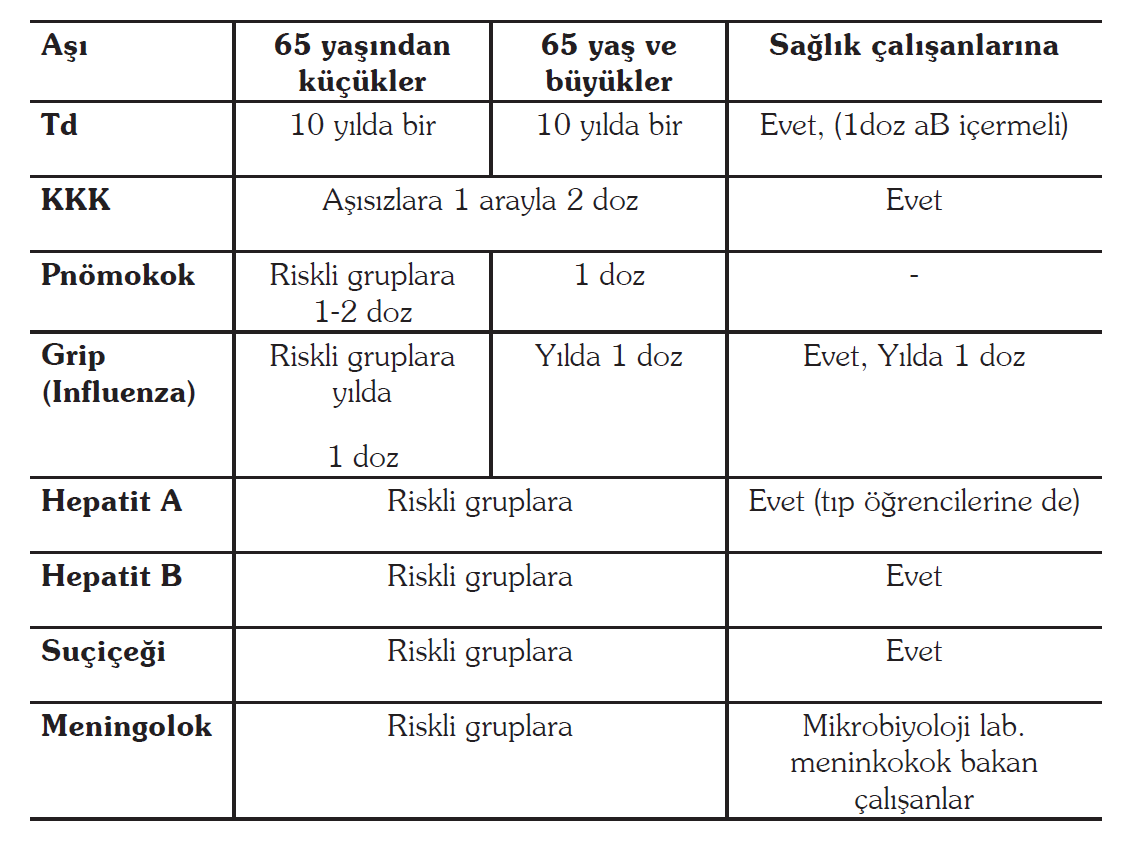 Aşı
65 yaşından
küçükler
65 yaş ve
büyükler
Sağlık çalışanlarına
Td
10 yılda bir
10 yılda bir
Evet, (1doz aB içermeli)
KKK
Aşısızlara 1 arayla 2 doz
Evet
Pnömokok
Riskli gruplara
1-2 doz
1 doz
-
Grip
(Influenza)
Riskli gruplara
yılda
1 doz
Yılda 1 doz
Evet, Yılda 1 doz
Hepatit A
Riskli gruplara
Evet (tıp öğrencilerine de)
Hepatit B
Riskli gruplara
Evet
Suçiçeği
Riskli gruplara
Evet
Meningolok
Riskli gruplara
Mikrobiyoloji lab.
meninkokok bakan
çalışanlar